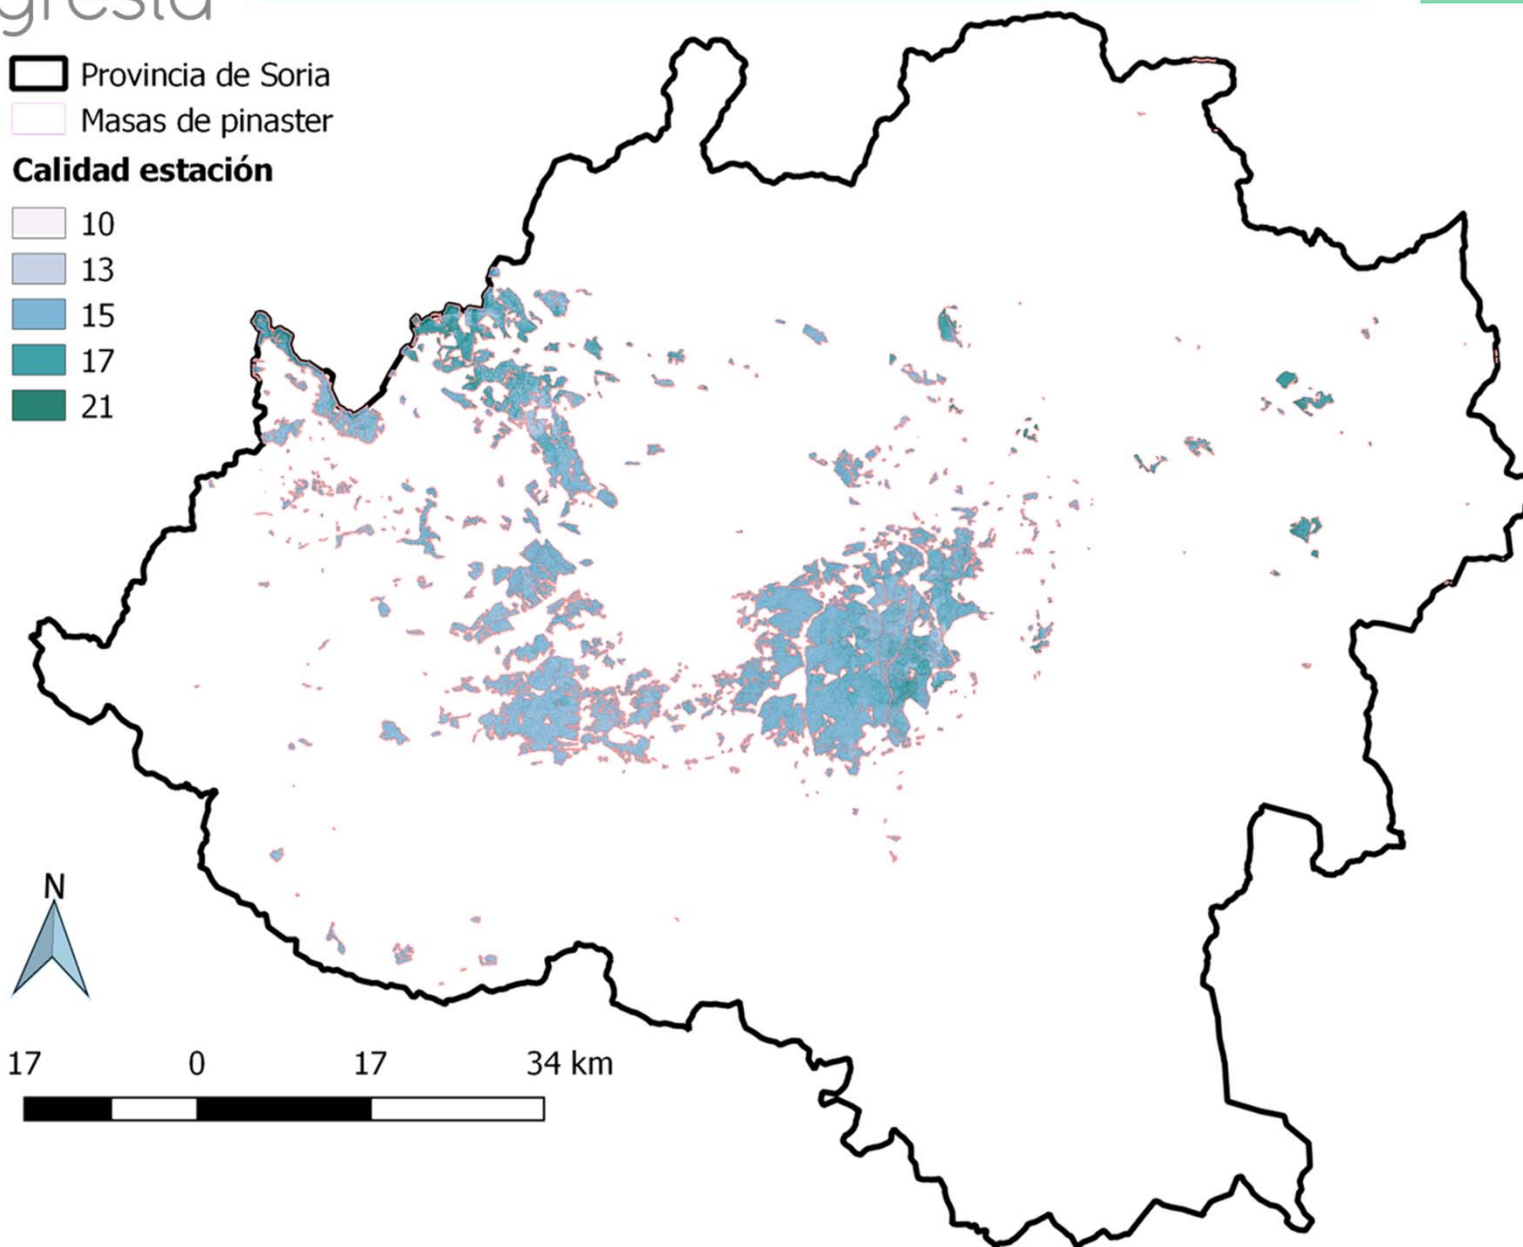 Provincia de Soria
Masas de pinaster
Calidad estación
10
13
15
17
21
N
17 0 17 34 km